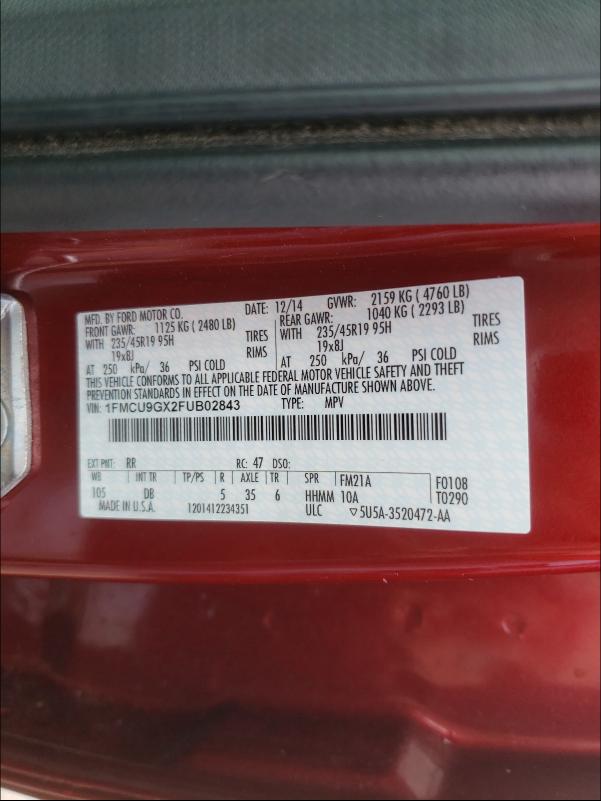 MFD. BY FORD MOTOR CO. DATE: 12/14 GVWR: 2159 KG ( 4760 LB)
FRONT GAWR: 1125 KG ( 2480 LB) REAR GAWR: 1040 KG ( 2293 LB)
WITH 235/45R19 95H TIRES WITH 235/45R19 95H TIRES
19x8J RIMS 19x8J RIMS
AT 250 kPa/ 36 PSI COLD AT 250 kPa/ 36 PSI COLD
THIS VEHICLE CONFORMS TO ALL APPLICABLE FEDERAL MOTOR VEHICLE SAFETY AND THEFT
PREVENTION STANDARDS IN EFFECT ON THE DATE OF MANUFACTURE SHOWN ABOVE.
VIN: 1FMCU9GX2FUB02843 TYPE: MPV
EXT PNT: RR RC: 47 DSO:
WB INT TR TP/PS R AXLE TR SPR FM21A F0108
105 DB 5 35 6 HHMM 10A T0290
MADE IN U.S.A. 1201412234351 ULC ▽5U5A-3520472-AA